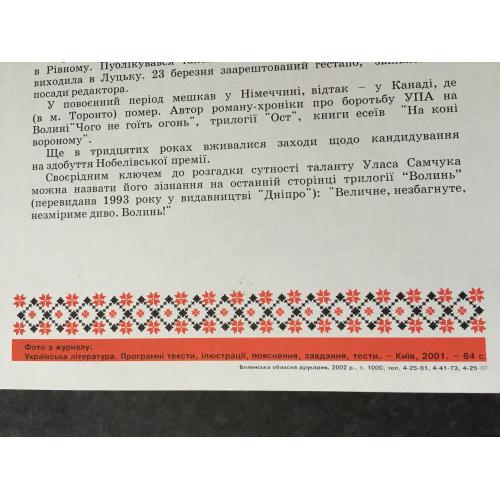 в Рівному. Публікувався
виходила в Луцьку. 23 березня заарештований гестапо,
посади редактора.
У повоєнний період мешкав у Німеччині, відтак – у Канаді, де
(в м. Торонто) помер. Автор роману-хроніки про боротьбу УПА на
Волині "Чого не гоїть огонь", трилогії "Ост", книги есеїв "На коні
вороному".
Ще в тридцятих роках вживалися заходи щодо кандидування
на здобуття Нобелівської премії.
Своєрідним ключем до розгадки сутності таланту Уласа Самчука
можна назвати його зізнання на останній сторінці трилогії "Волинь"
(перевидана 1993 року у видавництві "Дніпро"): "Величне, незбагнуте,
незміриме диво. Волинь!"
Фото з журналу:
Українська література. Програмні тексти, ілюстрації, пояснення, завдання, тести. – Київ, 2001. – 64 с.
Волинська обласна друкарня, 2002 р., т. 1000, тел. 4-25-01, 4-41-73, 4-25-07.